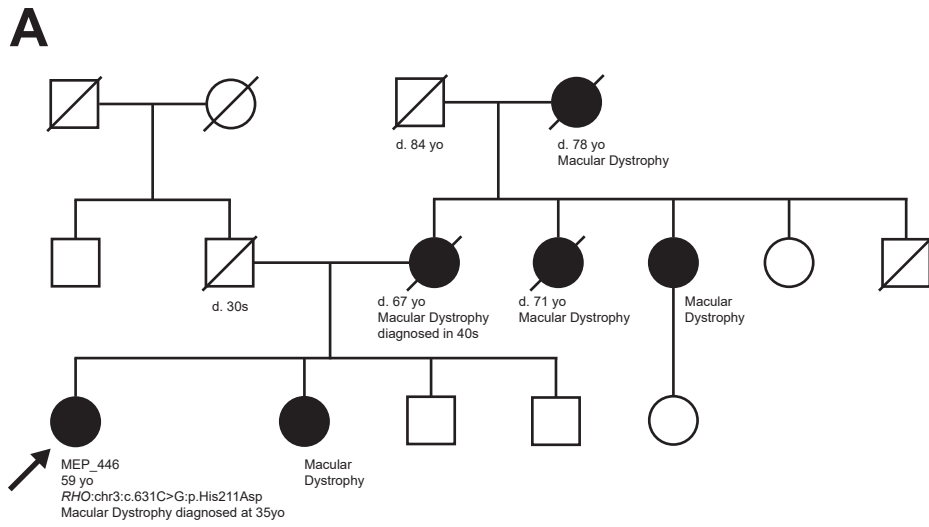 A
d. 84 yo
d. 78 yo
Macular Dystrophy
d. 30s
d. 67 yo
Macular Dystrophy
diagnosed in 40s
d. 71 yo
Macular Dystrophy
Macular
Dystrophy
MEP_446
59 yo
RHO:chr3:c.631C>G:p.His211Asp
Macular Dystrophy diagnosed at 35yo
Macular
Dystrophy